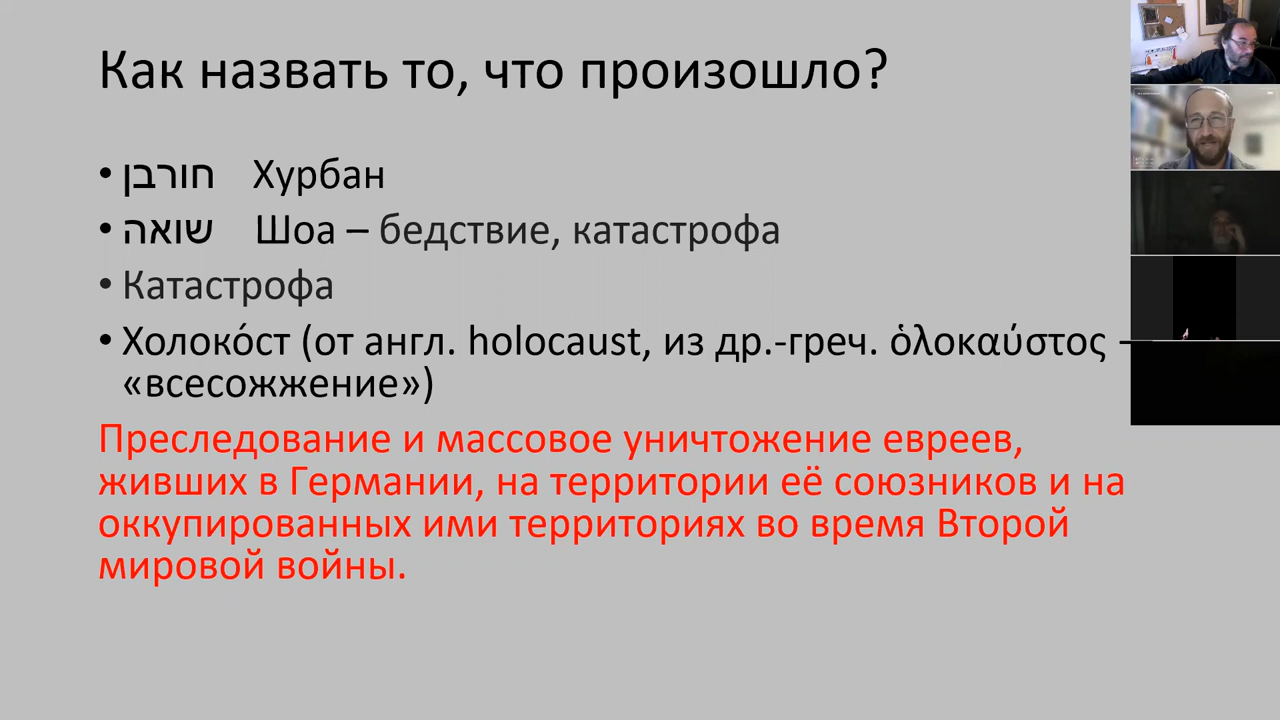 Как назвать то, что произошло?
• חורבן Хурбан
• שואה Шоа – бедствие, катастрофа
• Катастрофа
• Холоко́ст (от англ. holocaust, из др.-греч. ὁλοκαύστος –
«всесожжение»)
Преследование и массовое уничтожение евреев,
живших в Германии, на территории её союзников и на
оккупированных ими территориях во время Второй
мировой войны.